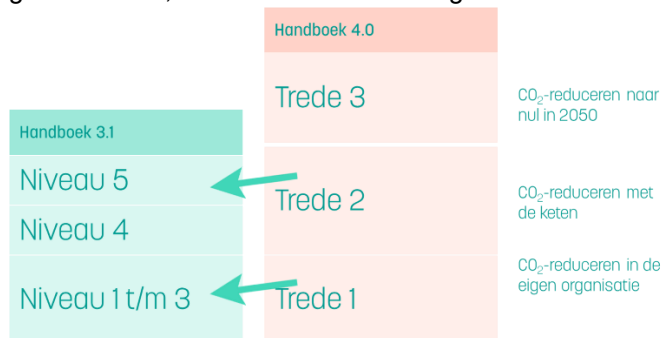 Handboek 4.0
Trede 3
CO₂-reduceren naar
nul in 2050
Handboek 3.1
Niveau 5
Trede 2
CO₂-reduceren met
de keten
Niveau 4
CO₂-reduceren in de
eigen organisatie
Niveau 1 t/m 3
Trede 1